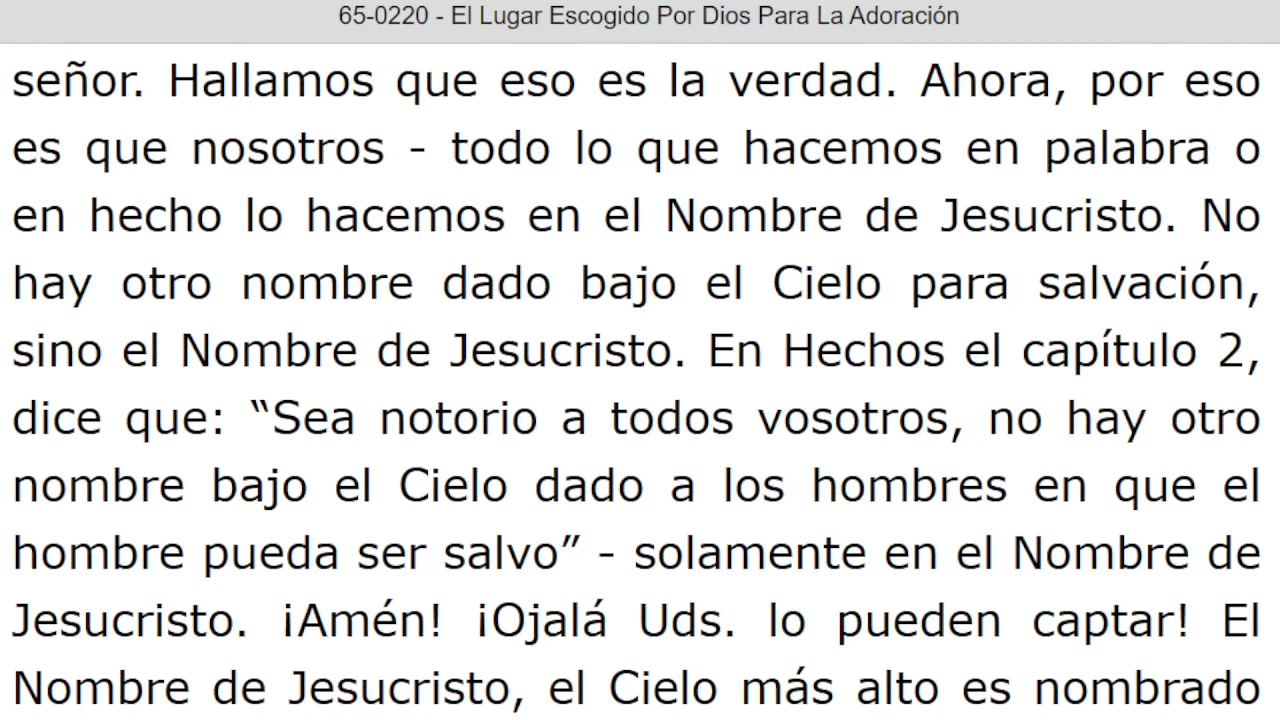 65-0220 - El Lugar Escogido Por Dios Para La Adoración
señor. Hallamos que eso es la verdad. Ahora, por eso
es que nosotros - todo lo que hacemos en palabra o
en hecho lo hacemos en el Nombre de Jesucristo. No
hay otro nombre dado bajo el Cielo para salvación,
sino el Nombre de Jesucristo. En Hechos el capítulo 2,
dice que: “Sea notorio a todos vosotros, no hay otro
nombre bajo el Cielo dado a los hombres en que el
hombre pueda ser salvo” - solamente en el Nombre de
Jesucristo. ¡Amén! ¡Ojalá Uds. lo pueden captar! El
Nombre de Jesucristo, el Cielo más alto es nombrado